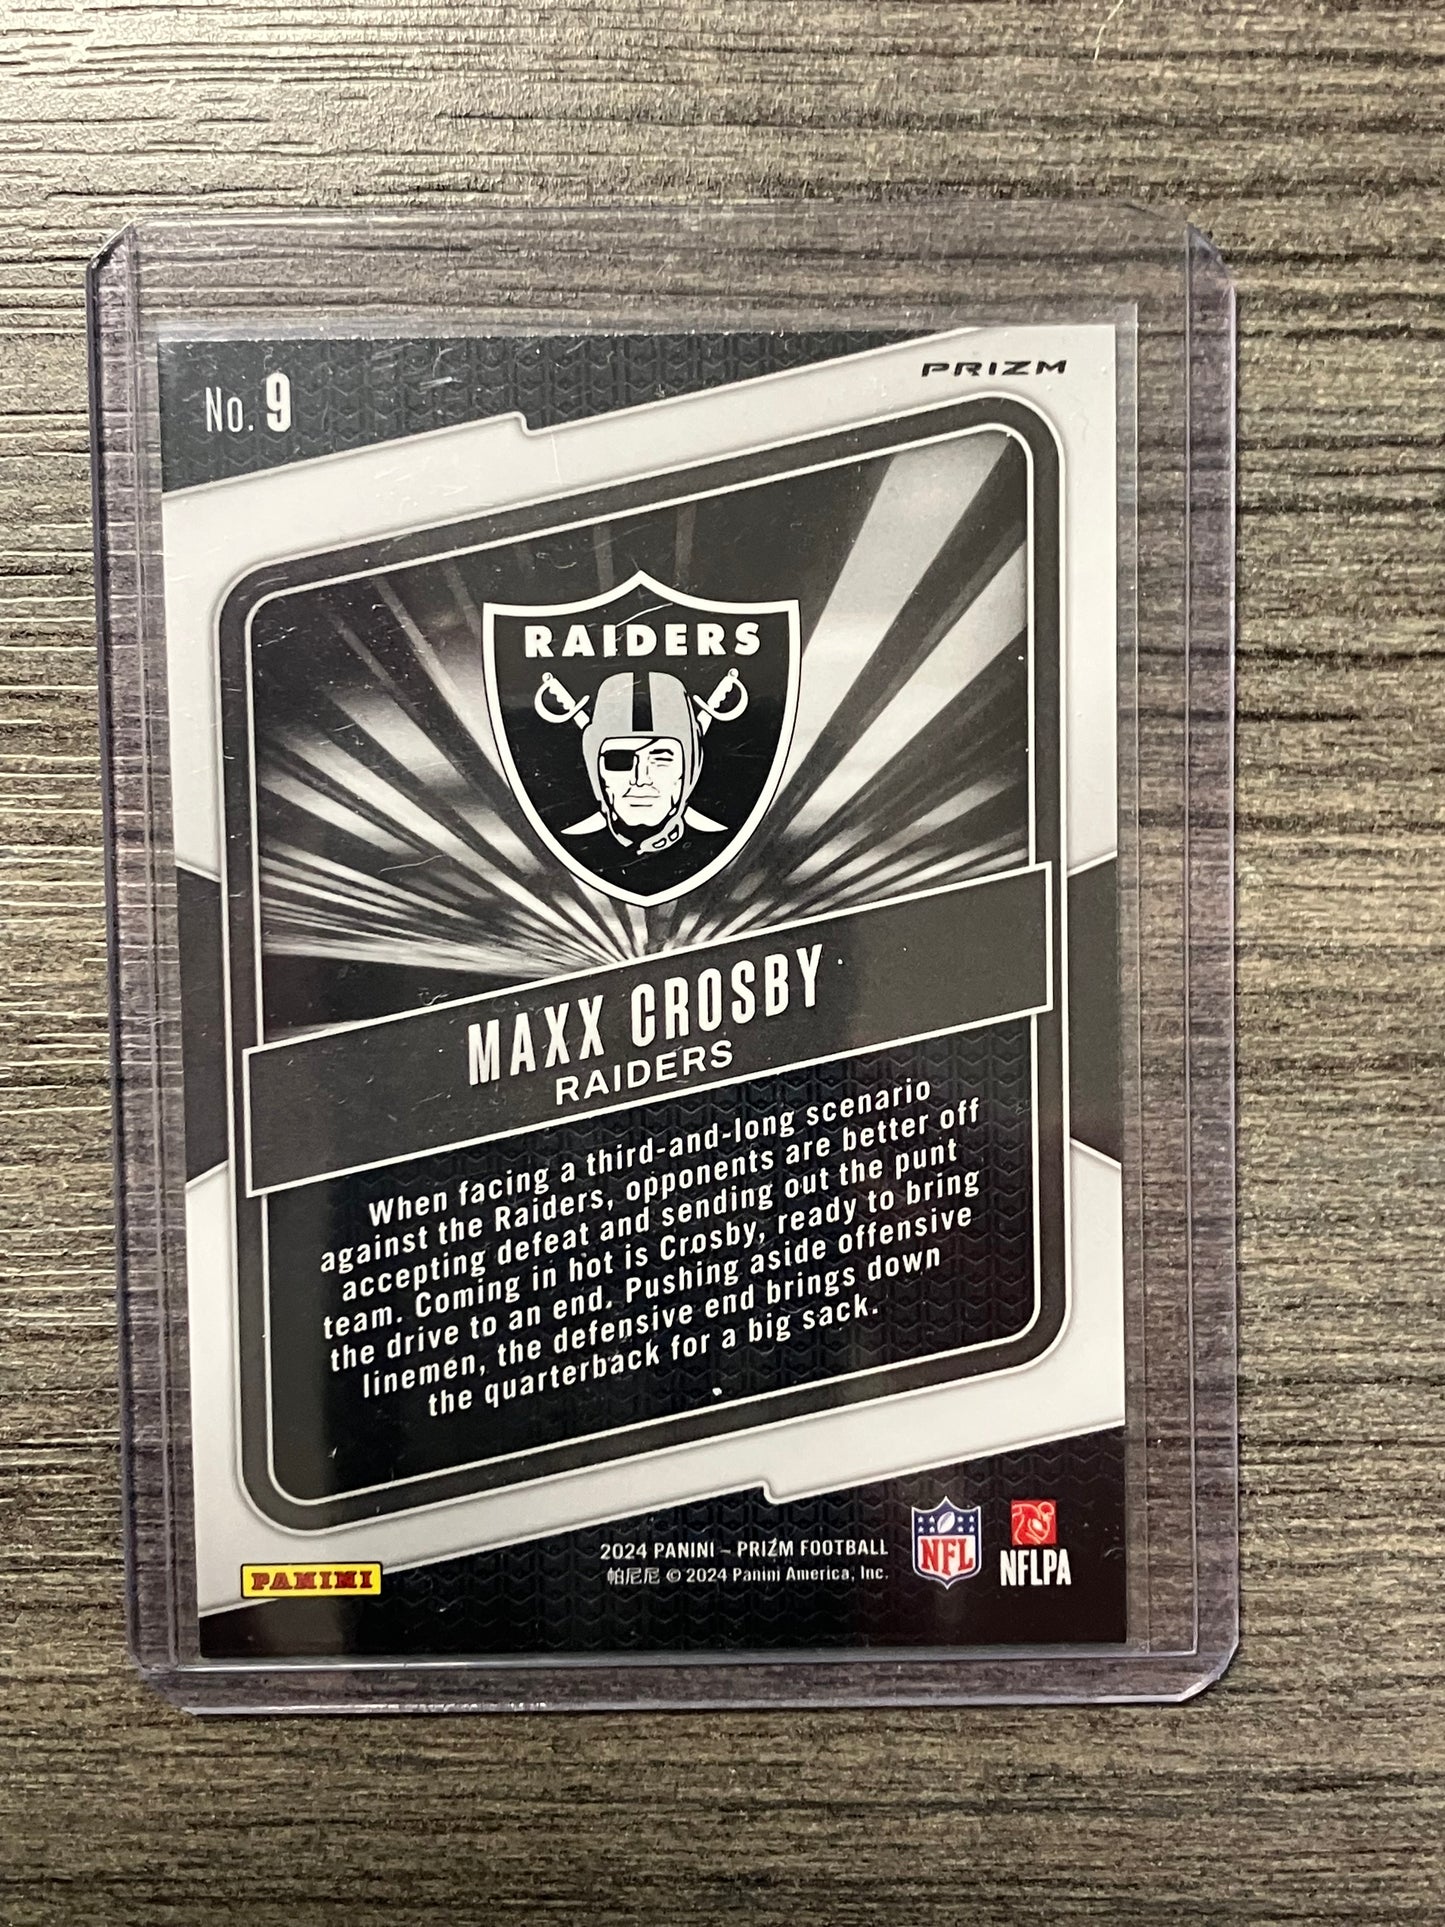 No. 9
PRIZM
RAIDERS
MAXX CROSBY
RAIDERS
When facing a third-and-long scenario
against the Raiders, opponents are better off
accepting defeat and sending out the punt
team. Coming in hot is Crosby, ready to bring
the drive to an end. Pushing aside offensive
linemen, the defensive end brings down
the quarterback for a big sack.
PANINI
2024 PANINI – PRIZM FOOTBALL
帕尼尼 © 2024 Panini America, Inc.
NFL
NFLPA